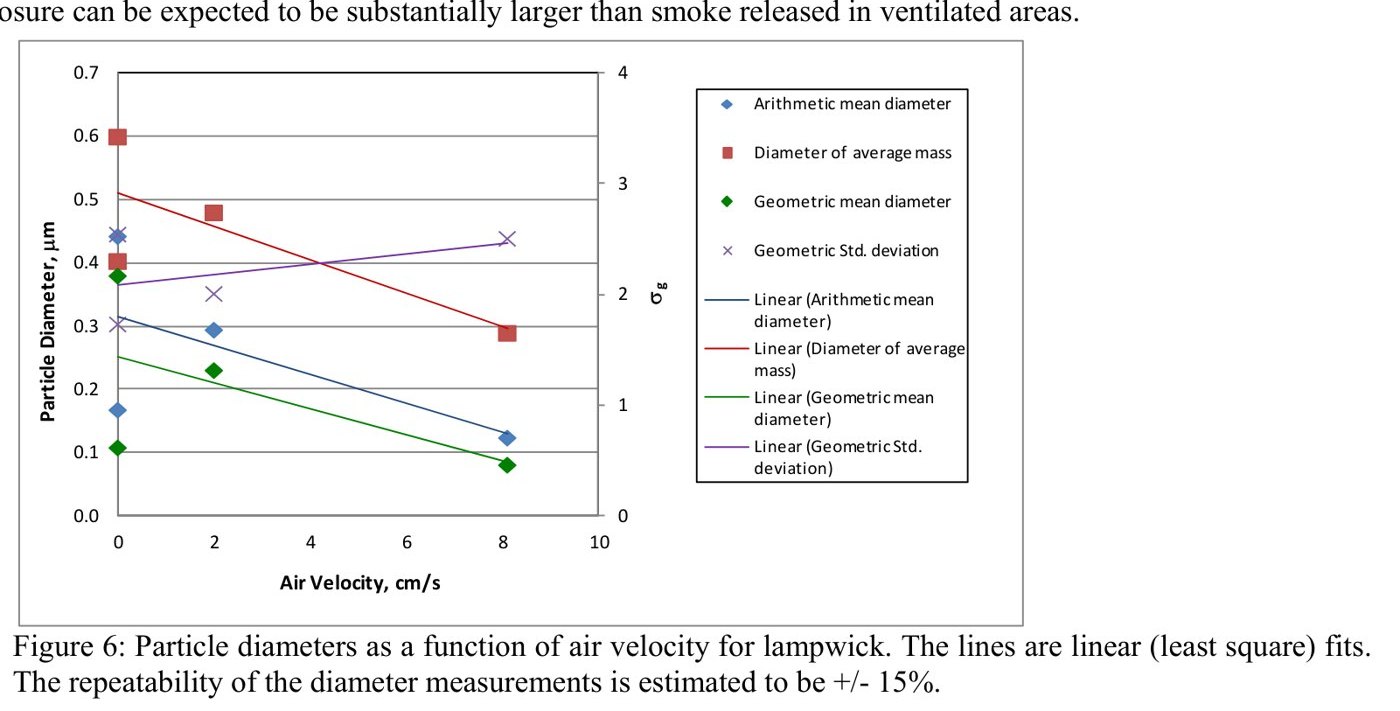 osure can be expected to be substantially larger than smoke released in ventilated areas.
0.7
0.6
0.5
0.4
0.3
0.2
0.1
0.0
Particle Diameter, μm
4
3
2
1
0
σg
0
2
4
6
8
10
Air Velocity, cm/s
Arithmetic mean diameter
Diameter of average mass
Geometric mean diameter
Geometric Std. deviation
Linear (Arithmetic mean
diameter)
Linear (Diameter of average
mass)
Linear (Geometric mean
diameter)
Linear (Geometric Std.
deviation)
Figure 6: Particle diameters as a function of air velocity for lampwick. The lines are linear (least square) fits.
The repeatability of the diameter measurements is estimated to be +/- 15%.